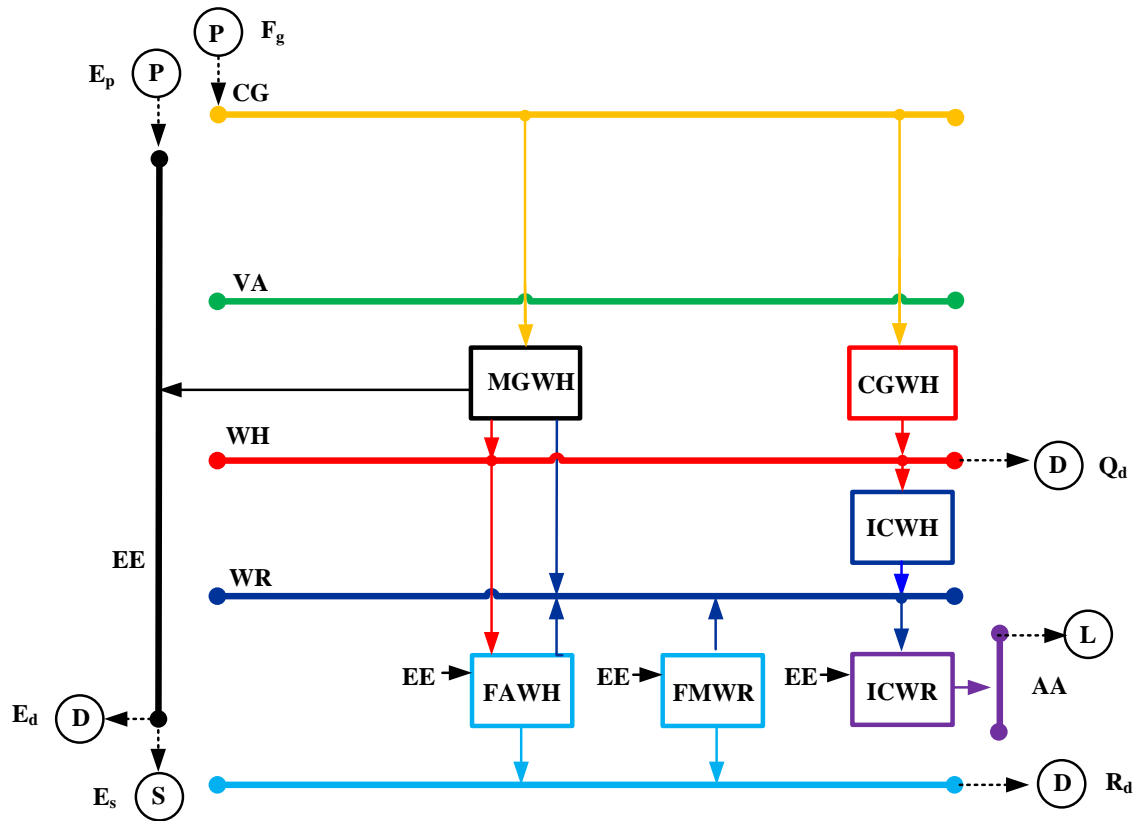 P F_g
E_p P
CG
VA
MGWH CGWH
WH
D Q_d
ICWH
EE
WR
L
EE FAWH EE FMWR EE ICWR AA
E_d D
E_s S
D R_d